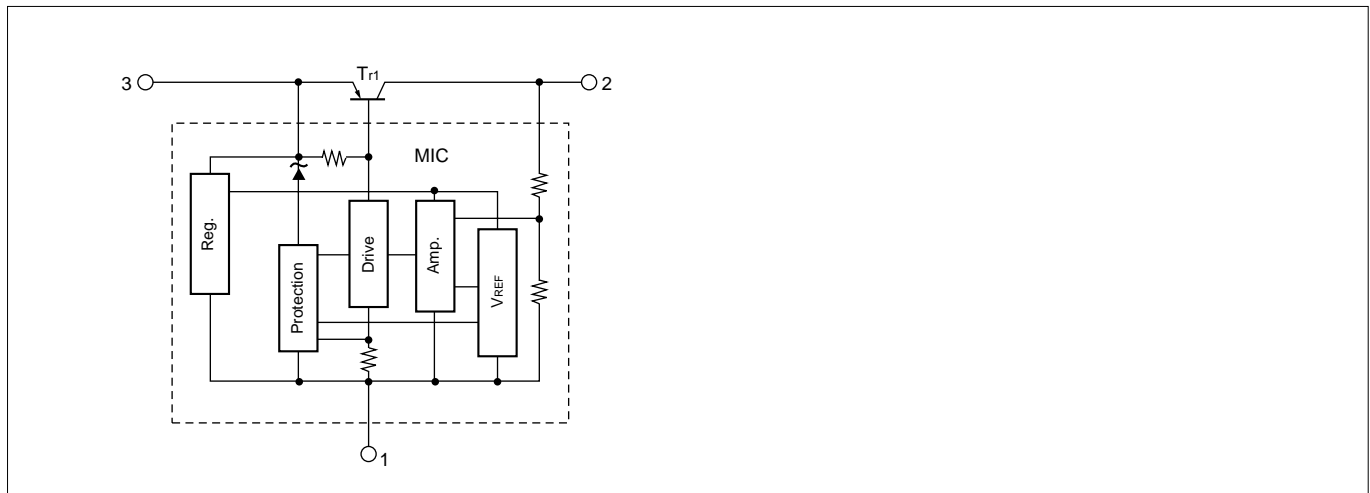 3
Tr1
2
MIC
Reg.
Protection
Drive
Amp.
VREF
1